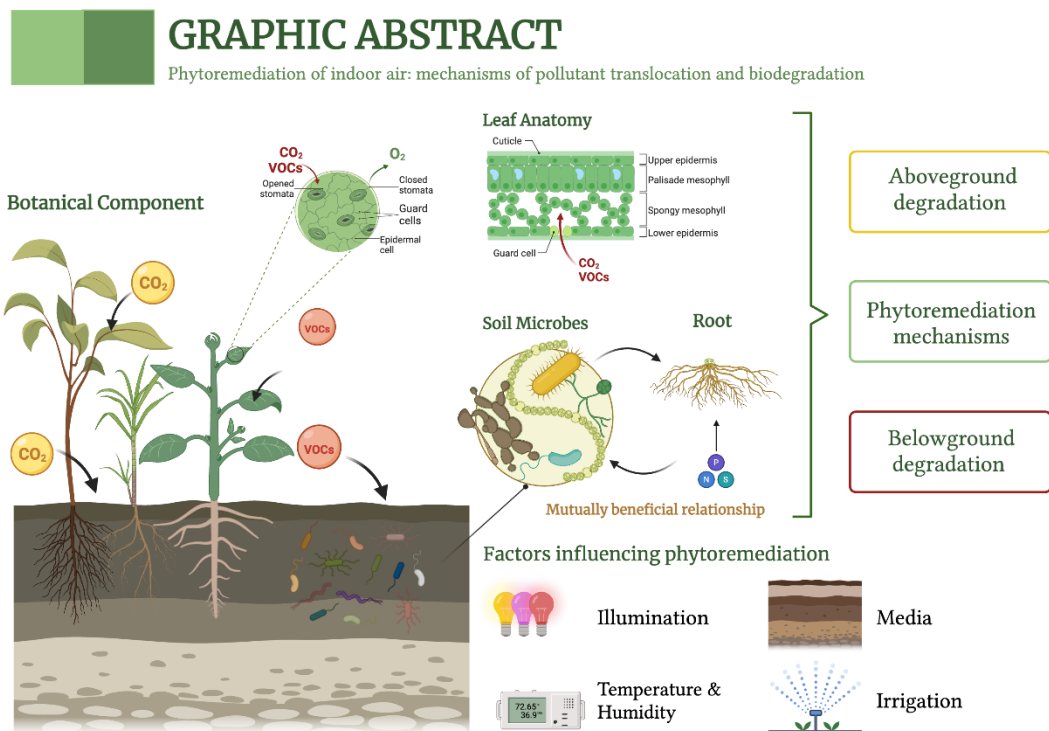 GRAPHIC ABSTRACT
Phytoremediation of indoor air: mechanisms of pollutant translocation and biodegradation
Botanical Component
CO₂
VOCs
O₂
Opened
stomata
Closed
stomata
Guard
cells
Epidermal
cell
CO₂
VOCs
CO₂
VOCs
Leaf Anatomy
Cuticle
Upper epidermis
Palisade mesophyll
Spongy mesophyll
Lower epidermis
Guard cell
CO₂
VOCs
Soil Microbes
Root
P
N
S
Mutually beneficial relationship
Aboveground
degradation
Phytoremediation
mechanisms
Belowground
degradation
Factors influencing phytoremediation
Illumination
Media
72.65°
36.9™
Temperature &
Humidity
Irrigation